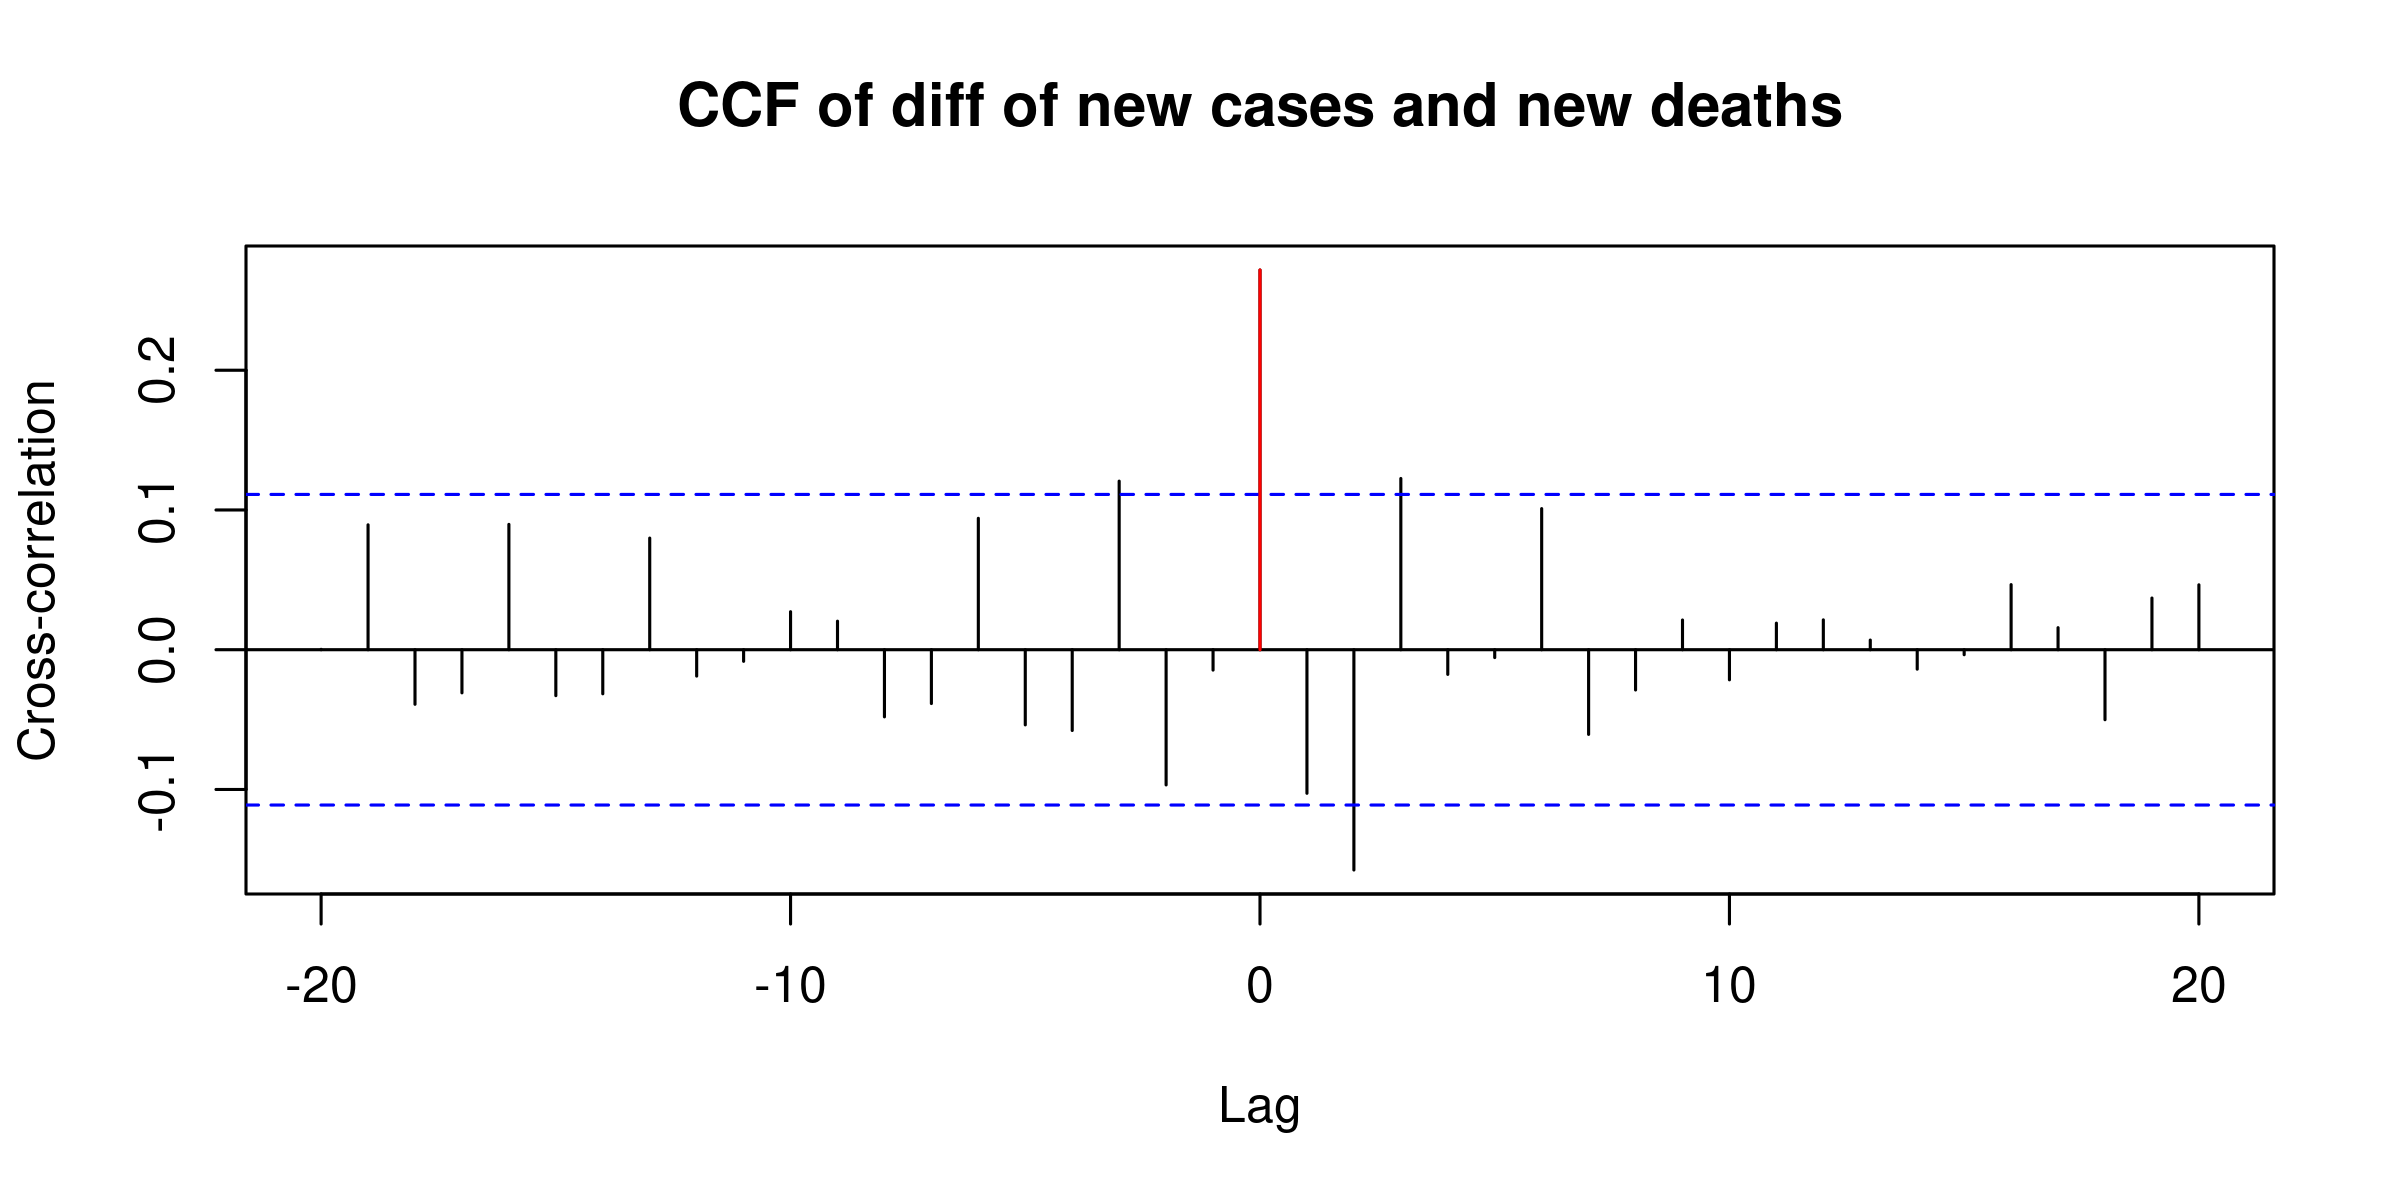 CCF of diff of new cases and new deaths
Cross-correlation
0.2
0.1
0.0
-0.1
-20 -10 0 10 20
Lag